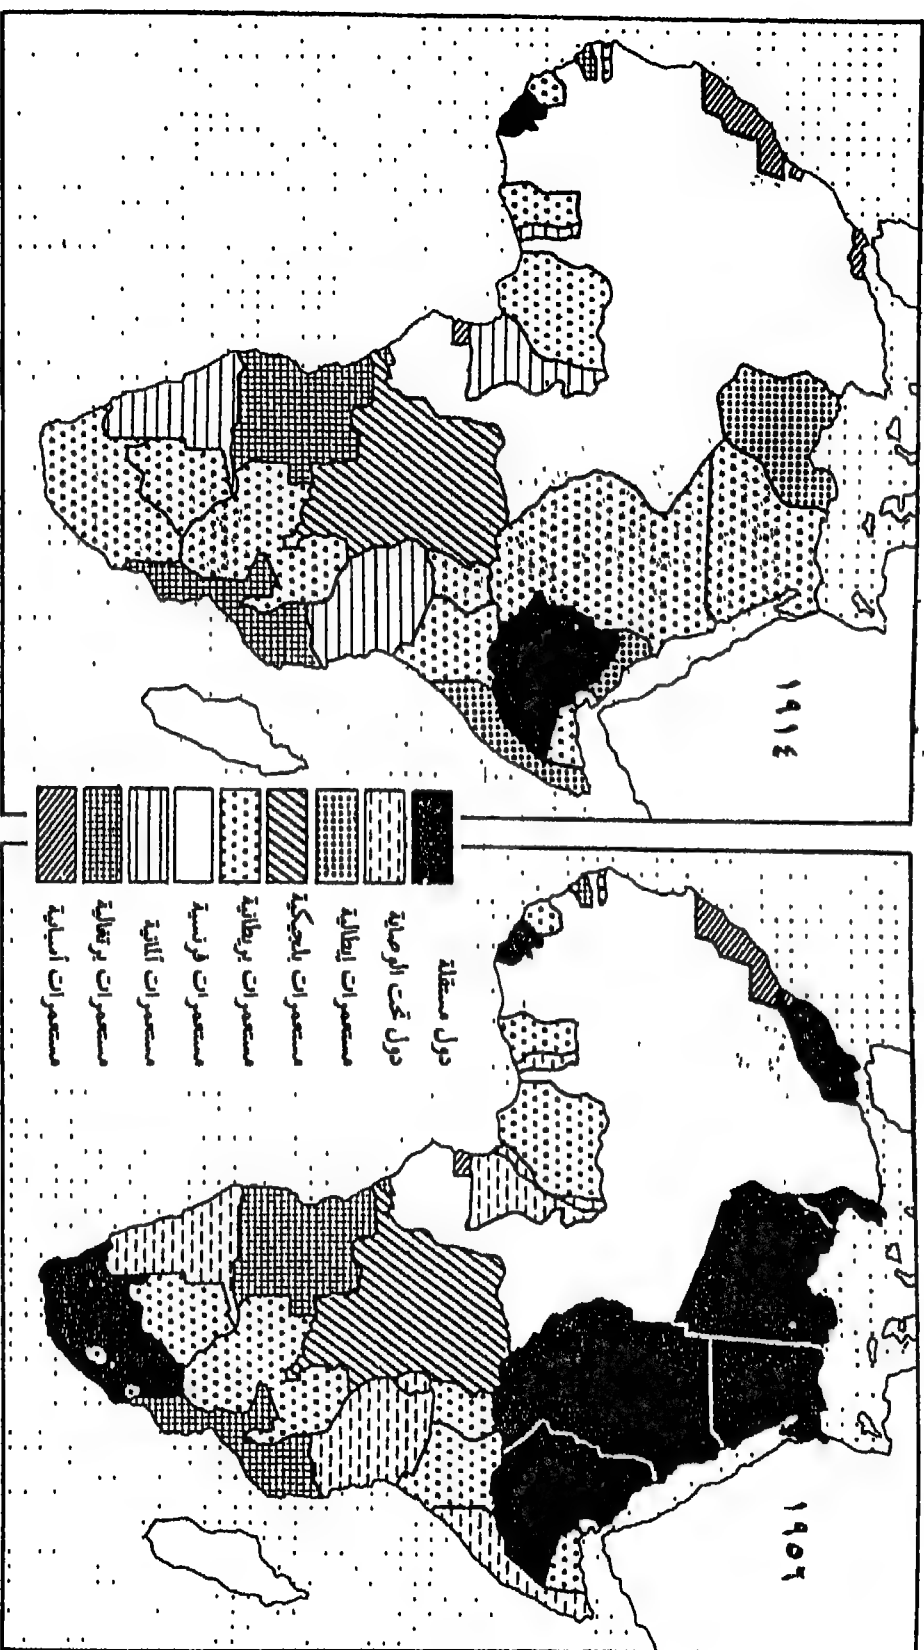 ١٩١٤
١٩٥٦
دول مستقلة
دول تحت الوصاية
مستعمرات إيطالية
مستعمرات بلجيكية
مستعمرات بريطانية
مستعمرات فرنسية
مستعمرات ألمانية
مستعمرات برتغالية
مستعمرات أسبانية